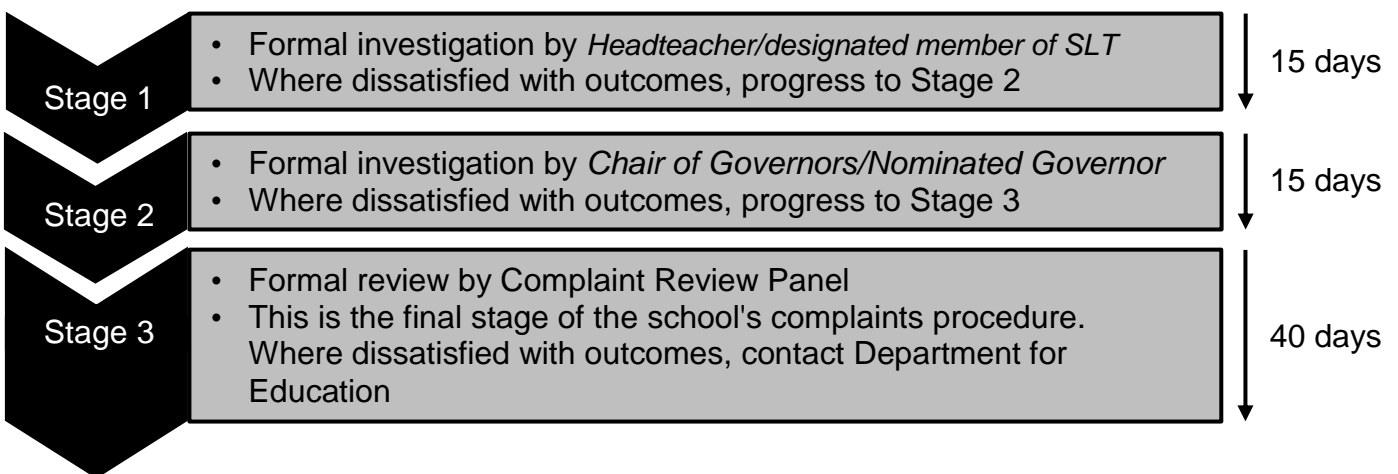 Stage 1
• Formal investigation by Headteacher/designated member of SLT
• Where dissatisfied with outcomes, progress to Stage 2
15 days
Stage 2
• Formal investigation by Chair of Governors/Nominated Governor
• Where dissatisfied with outcomes, progress to Stage 3
15 days
Stage 3
• Formal review by Complaint Review Panel
• This is the final stage of the school's complaints procedure.
Where dissatisfied with outcomes, contact Department for
Education
40 days